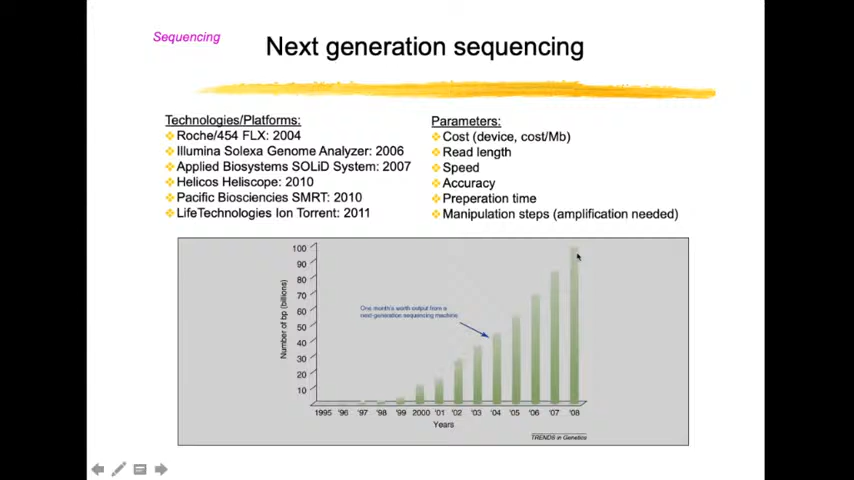 Sequencing
Next generation sequencing
Technologies/Platforms:
Roche/454 FLX: 2004
Illumina Solexa Genome Analyzer: 2006
Applied Biosystems SOLiD System: 2007
Helicos Heliscope: 2010
Pacific Biosciencies SMRT: 2010
LifeTechnologies Ion Torrent: 2011
Parameters:
Cost (device, cost/Mb)
Read length
Speed
Accuracy
Preperation time
Manipulation steps (amplification needed)
Number of bp (billions)
100
90
80
70
60
50
40
30
20
10
One month's worth output from a
next-generation sequencing machine
1995 '96 '97 '98 '99 2000 '01 '02 '03 '04 '05 '06 '07 '08
Years
TRENDS in Genetics